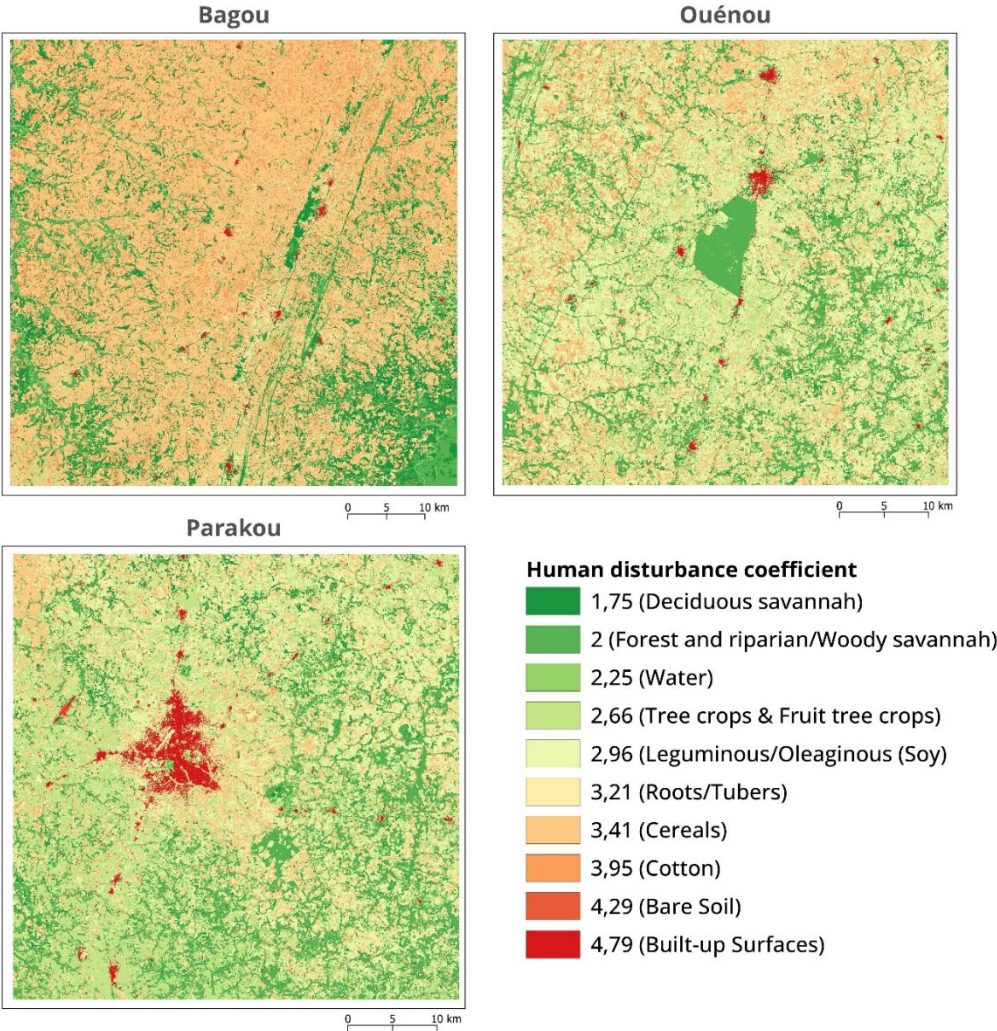 Bagou
Ouénou
0 5 10 km
0 5 10 km
Parakou
0 5 10 km
Human disturbance coefficient
1,75 (Deciduous savannah)
2 (Forest and riparian/Woody savannah)
2,25 (Water)
2,66 (Tree crops & Fruit tree crops)
2,96 (Leguminous/Oleaginous (Soy)
3,21 (Roots/Tubers)
3,41 (Cereals)
3,95 (Cotton)
4,29 (Bare Soil)
4,79 (Built-up Surfaces)